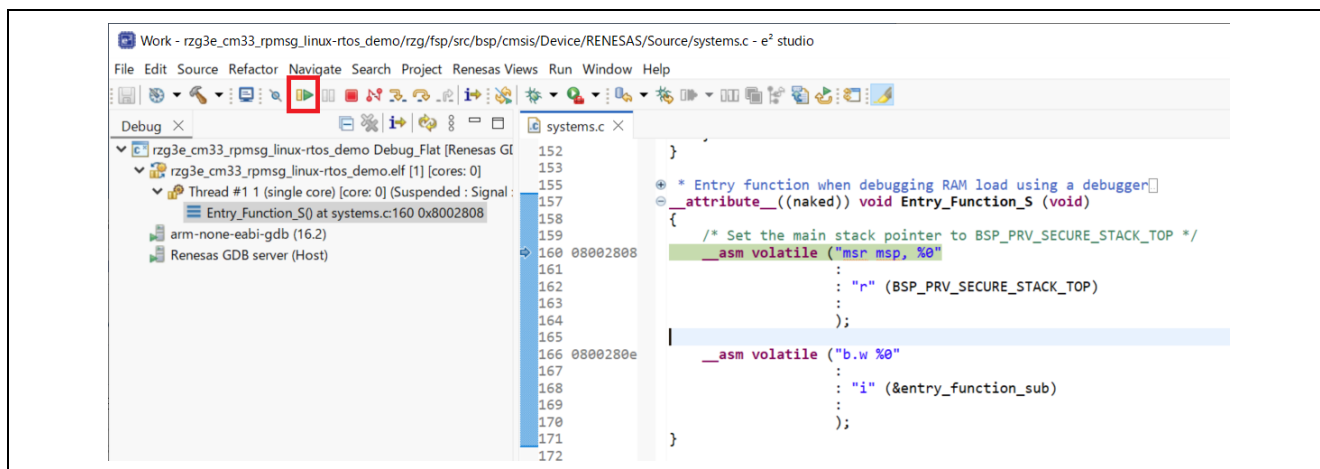 Work - rzg3e_cm33_rpmsg_linux-rtos_demo/rzg/fsp/src/bsp/cmsis/Device/RENESAS/Source/systems.c - e² studio
File Edit Source Refactor Navigate Search Project Renesas Views Run Window Help
Debug
systems.c
rzg3e_cm33_rpmsg_linux-rtos_demo Debug_Flat [Renesas GI
rzg3e_cm33_rpmsg_linux-rtos_demo.elf [1] [cores: 0]
Thread #1 1 (single core) [core: 0] (Suspended : Signal :
Entry_Function_S() at systems.c:160 0x8002808
arm-none-eabi-gdb (16.2)
Renesas GDB server (Host)
152 }
153
155 * Entry function when debugging RAM load using a debugger
157 __attribute__((naked)) void Entry_Function_S (void)
158 {
159 /* Set the main stack pointer to BSP_PRV_SECURE_STACK_TOP */
160 08002808 __asm volatile ("msr msp, %0"
161 :
162 : "r" (BSP_PRV_SECURE_STACK_TOP)
163 :
164 );
165
166 0800280e __asm volatile ("b.w %0"
167 :
168 : "i" (&entry_function_sub)
169 :
170 );
171 }
172